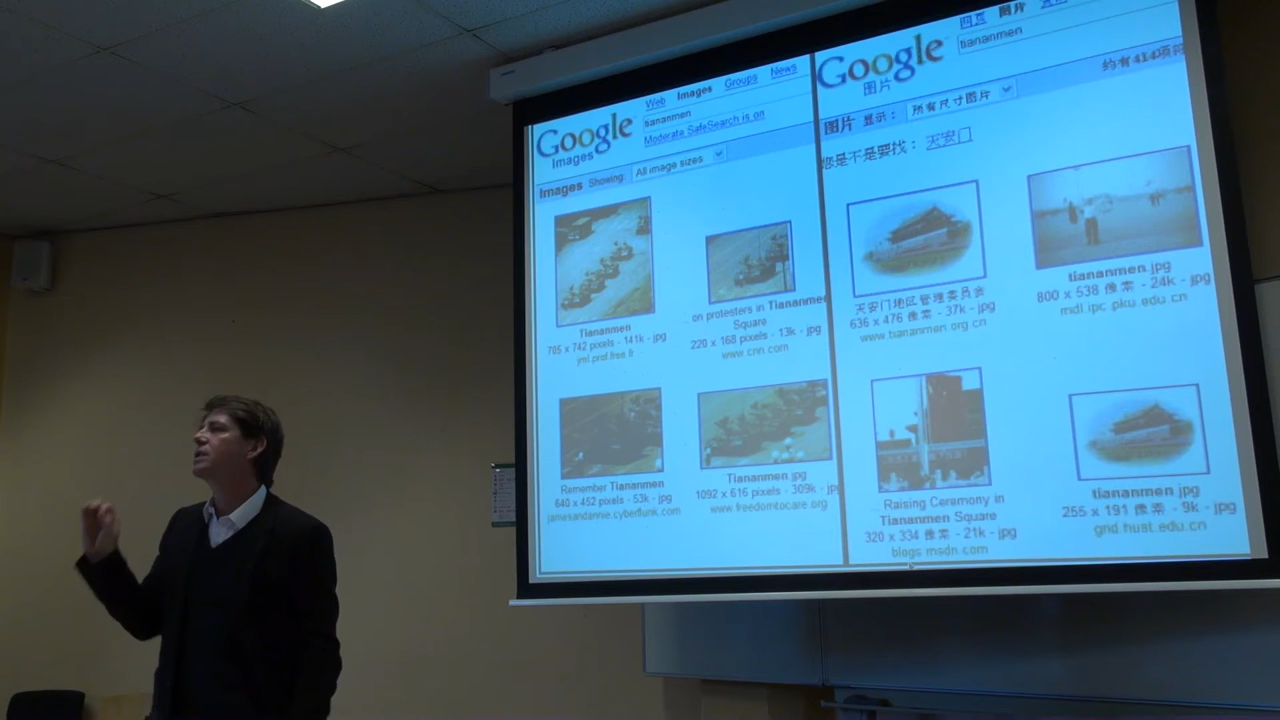 Web Images Groups News
Google
Images
tiananmen
Moderate SafeSearch is on
Images Showing: All image sizes
Tiananmen
705 x 742 pixels - 141k - jpg
jml.prof.free.fr
... on protesters in Tiananmen
Square
220 x 168 pixels - 13k - jpg
www.cnn.com
Remember Tiananmen
640 x 452 pixels - 53k - jpg
jamesandannie.cyberfunk.com
Tiananmen.jpg
1092 x 616 pixels - 309k - jp
www.freedomtocare.org
图片
Google
图片
tiananmen
图片 显示： 所有尺寸图片
约有414项符
您是不是要找： 天安门
天安门地区管理委员会
636 x 476 像素 - 37k - jpg
www.tiananmen.org.cn
tiananmen.jpg
800 x 538 像素 - 24k - jpg
mdl.ipc.pku.edu.cn
Raising Ceremony in
Tiananmen Square
320 x 334 像素 - 21k - jpg
blogs.msdn.com
tiananmen.jpg
255 x 191 像素 - 9k - jpg
grid.hust.edu.cn